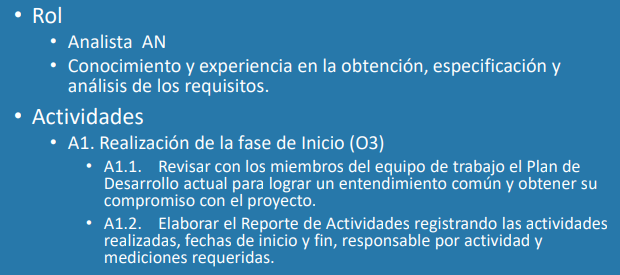 • Rol
• Analista  AN
• Conocimiento y experiencia en la obtención, especificación y
análisis de los requisitos.
• Actividades
• A1. Realización de la fase de Inicio (O3)
• A1.1.   Revisar con los miembros del equipo de trabajo el Plan de
Desarrollo actual para lograr un entendimiento común y obtener su
compromiso con el proyecto.
• A1.2.   Elaborar el Reporte de Actividades registrando las actividades
realizadas, fechas de inicio y fin, responsable por actividad y
mediciones requeridas.